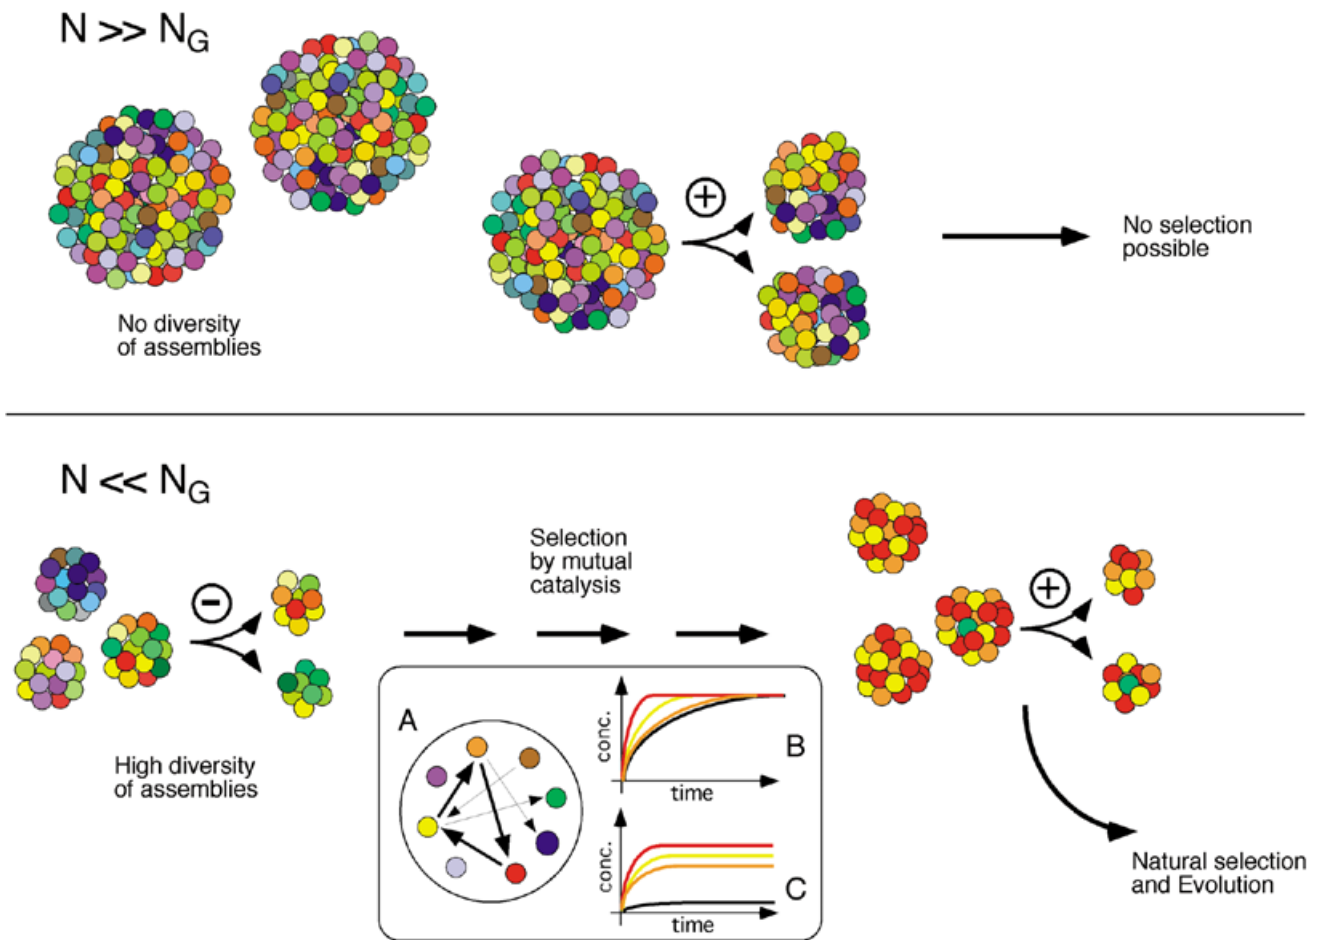 N >> NG
+
No selection
possible
No diversity
of assemblies
N << NG
Selection
by mutual
catalysis
−
+
A
conc.
B
time
conc.
C
time
High diversity
of assemblies
Natural selection
and Evolution